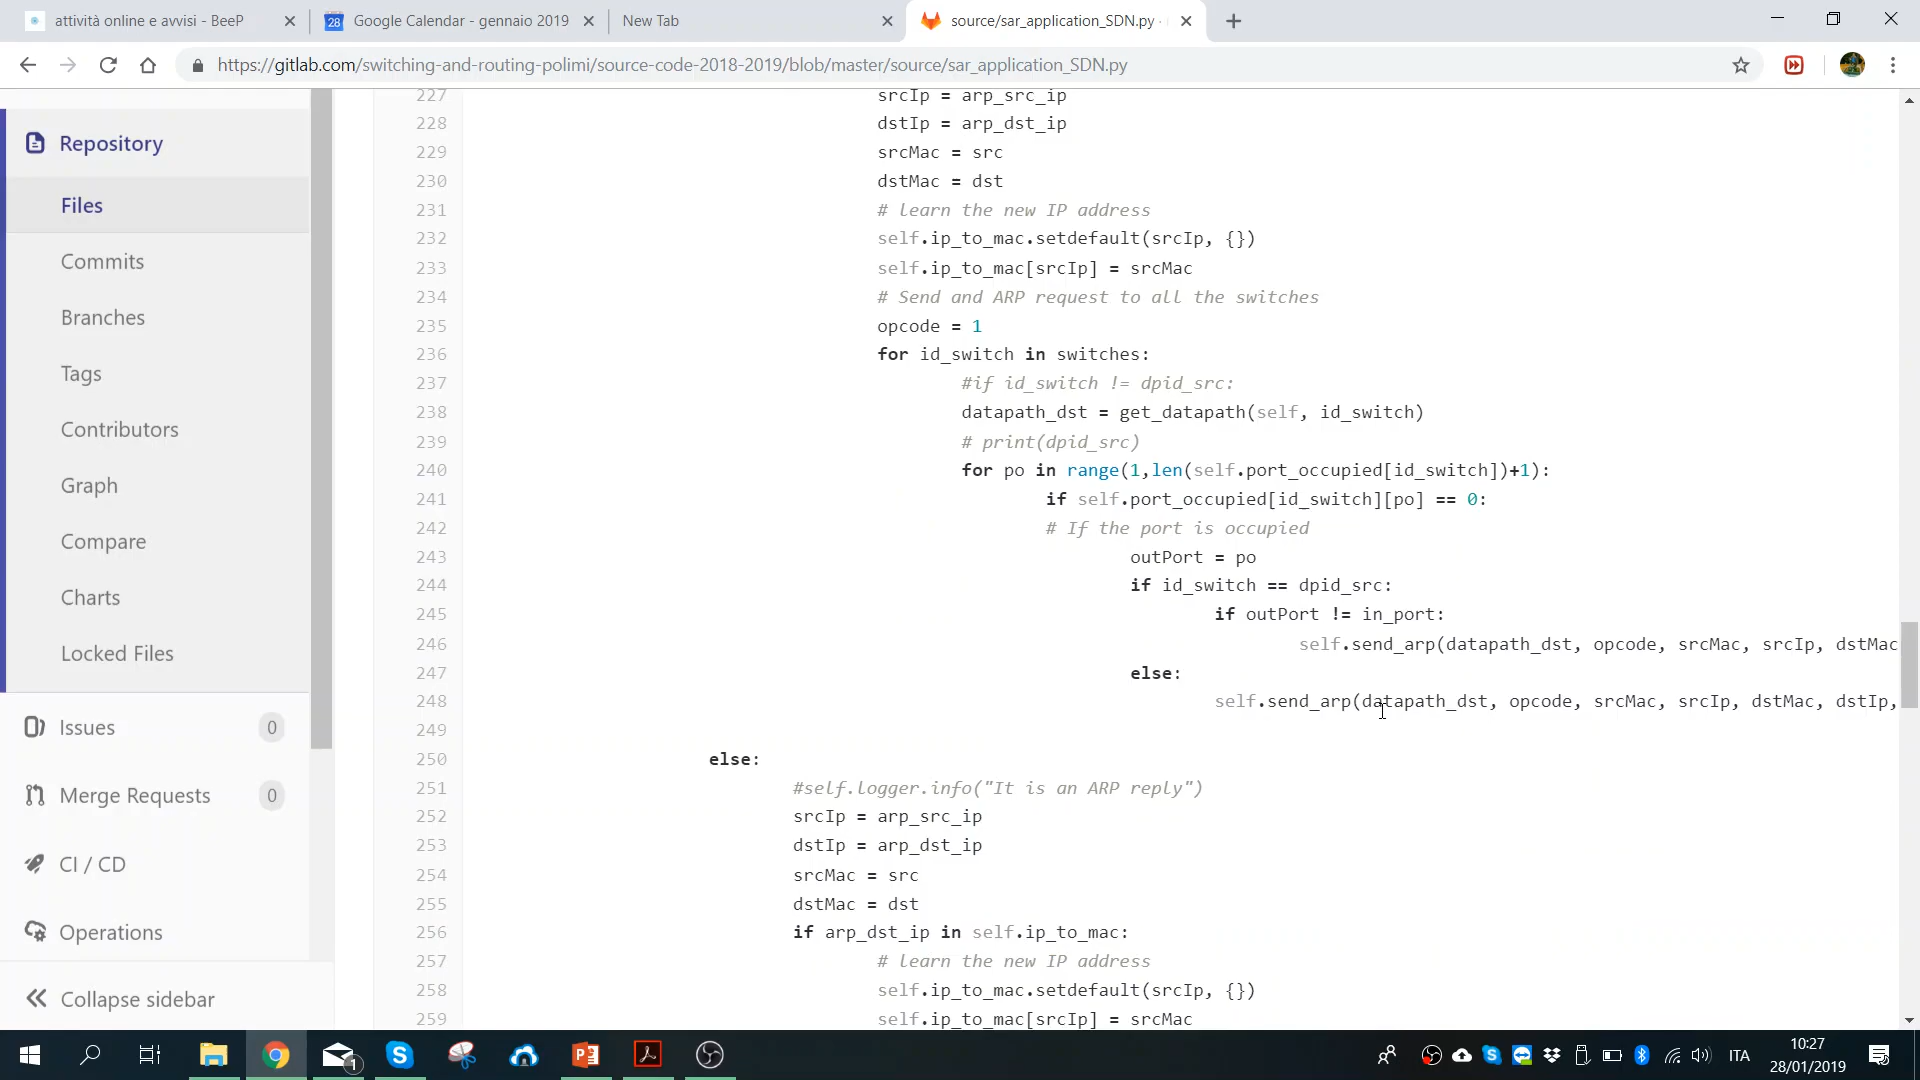 attività online e avvisi - BeeP
Google Calendar - gennaio 2019
New Tab
source/sar_application_SDN.py ·
https://gitlab.com/switching-and-routing-polimi/source-code-2018-2019/blob/master/source/sar_application_SDN.py
Repository
Files
Commits
Branches
Tags
Contributors
Graph
Compare
Charts
Locked Files
Issues 0
Merge Requests 0
CI / CD
Operations
Collapse sidebar
227 srcIp = arp_src_ip
228 dstIp = arp_dst_ip
229 srcMac = src
230 dstMac = dst
231 # learn the new IP address
232 self.ip_to_mac.setdefault(srcIp, {})
233 self.ip_to_mac[srcIp] = srcMac
234 # Send and ARP request to all the switches
235 opcode = 1
236 for id_switch in switches:
237 #if id_switch != dpid_src:
238 datapath_dst = get_datapath(self, id_switch)
239 # print(dpid_src)
240 for po in range(1,len(self.port_occupied[id_switch])+1):
241 if self.port_occupied[id_switch][po] == 0:
242 # If the port is occupied
243 outPort = po
244 if id_switch == dpid_src:
245 if outPort != in_port:
246 self.send_arp(datapath_dst, opcode, srcMac, srcIp, dstMac
247 else:
248 self.send_arp(datapath_dst, opcode, srcMac, srcIp, dstMac, dstIp,
249
250 else:
251 #self.logger.info("It is an ARP reply")
252 srcIp = arp_src_ip
253 dstIp = arp_dst_ip
254 srcMac = src
255 dstMac = dst
256 if arp_dst_ip in self.ip_to_mac:
257 # learn the new IP address
258 self.ip_to_mac.setdefault(srcIp, {})
259 self.ip_to_mac[srcIp] = srcMac
1
ITA
10:27
28/01/2019